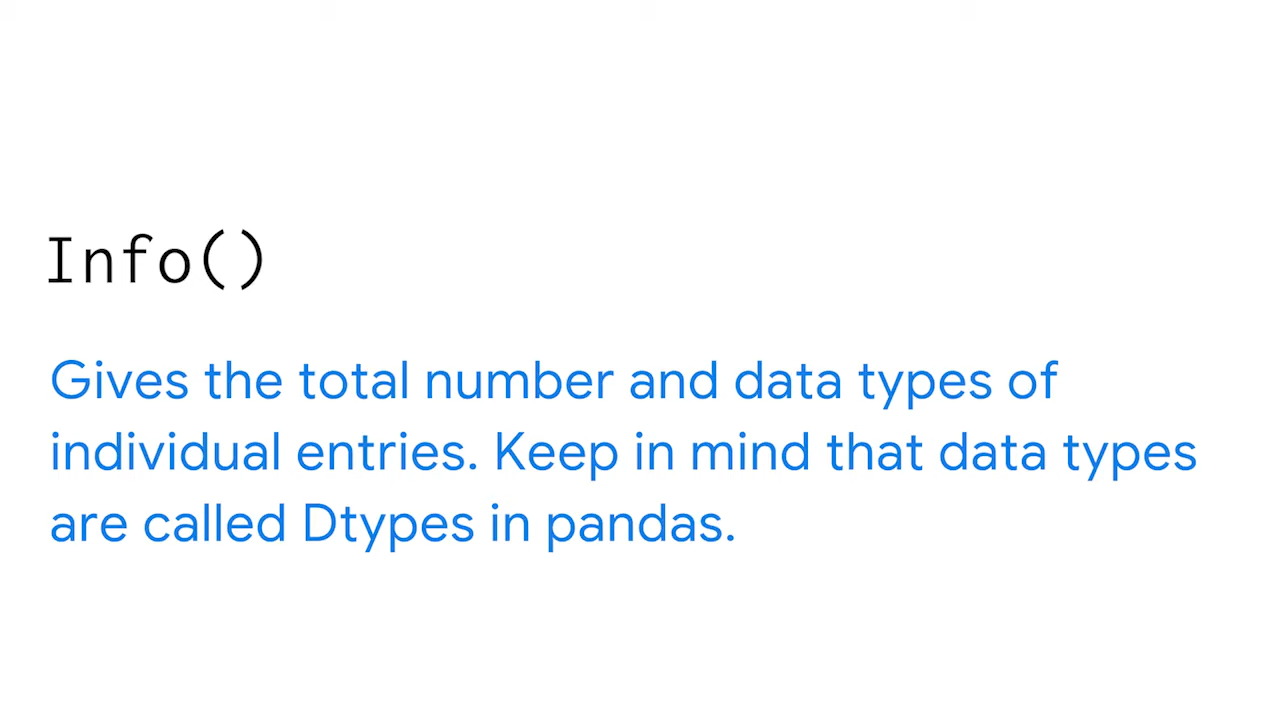 Info()
Gives the total number and data types of
individual entries. Keep in mind that data types
are called Dtypes in pandas.